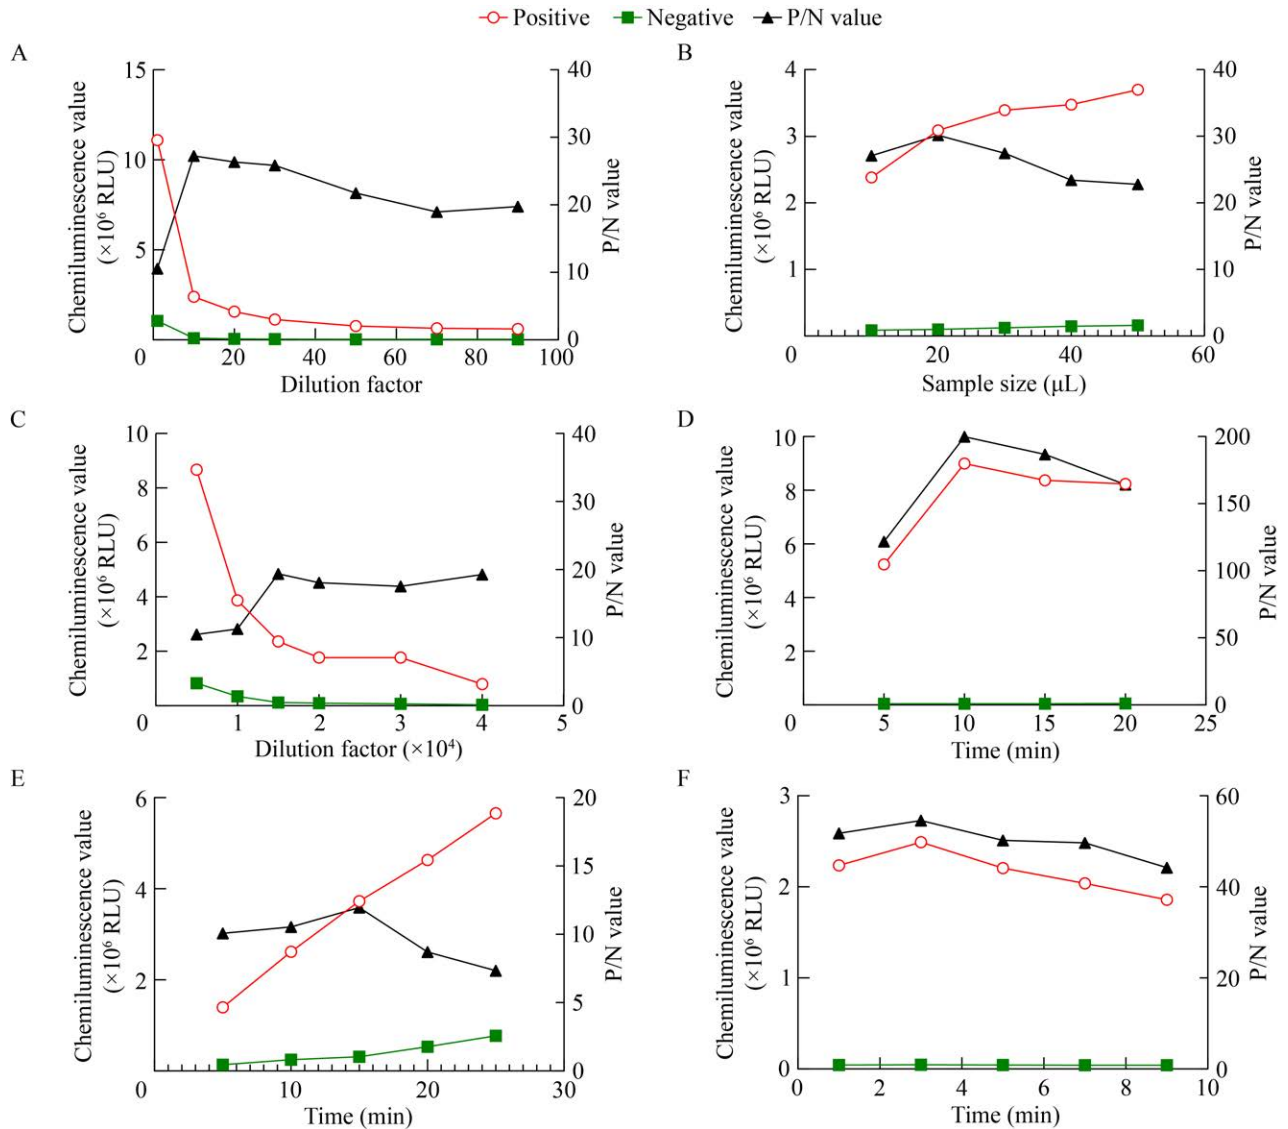 Positive Negative P/N value
A
15
10
5
0
20 40 60 80 100
40
30
20
10
0
Chemiluminescence value
(×10⁶ RLU)
P/N value
Dilution factor
B
4
3
2
1
0
20 40 60
40
30
20
10
0
Chemiluminescence value
(×10⁶ RLU)
P/N value
Sample size (μL)
C
10
8
6
4
2
0
1 2 3 4 5
40
30
20
10
0
Chemiluminescence value
(×10⁶ RLU)
P/N value
Dilution factor (×10⁴)
D
10
8
6
4
2
0
5 10 15 20 25
200
150
100
50
0
Chemiluminescence value
(×10⁶ RLU)
P/N value
Time (min)
E
6
4
2
0
10 20 30
20
15
10
5
0
Chemiluminescence value
(×10⁶ RLU)
P/N value
Time (min)
F
3
2
1
0
0 2 4 6 8 10
60
40
20
0
Chemiluminescence value
(×10⁶ RLU)
P/N value
Time (min)